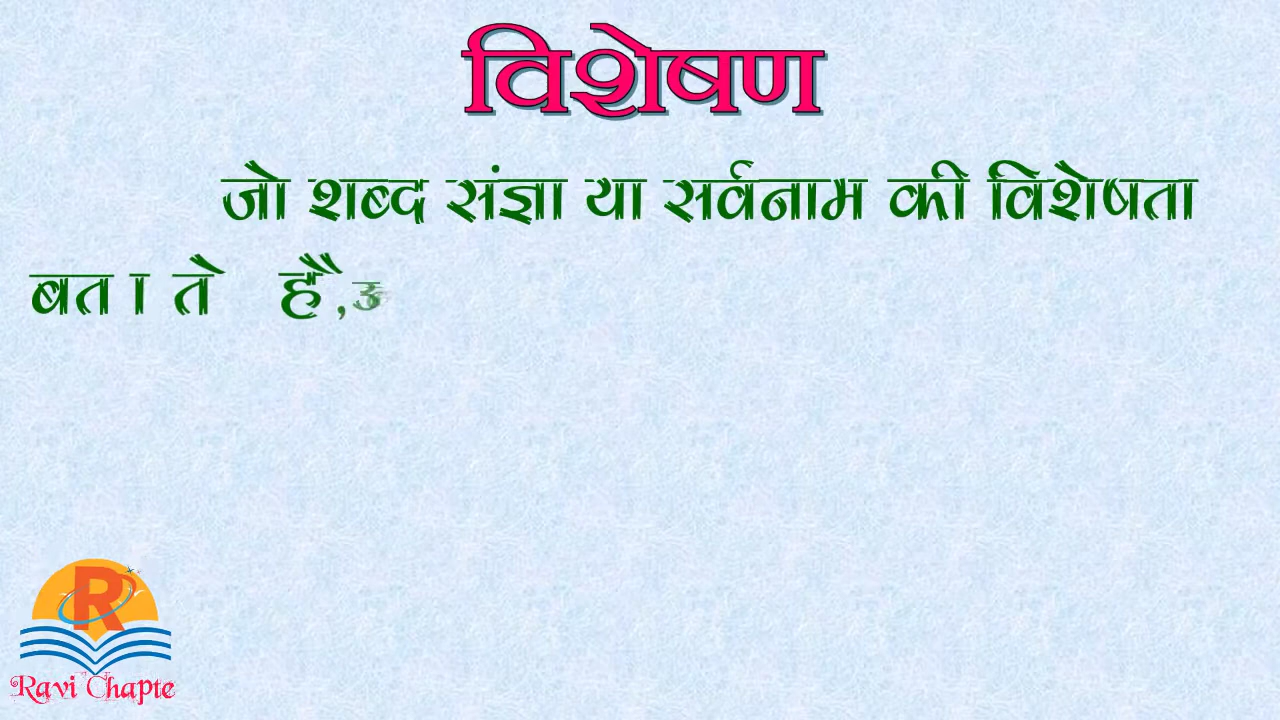 विशेषण
जो शब्द संज्ञा या सर्वनाम की विशेषता
बताते है,
Ravi Chapte